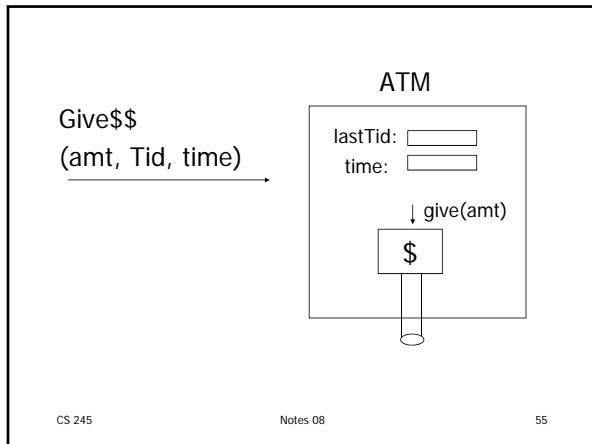 ATM
Give$$
(amt, Tid, time)
lastTid:
time:
give(amt)
$
CS 245
Notes 08
55